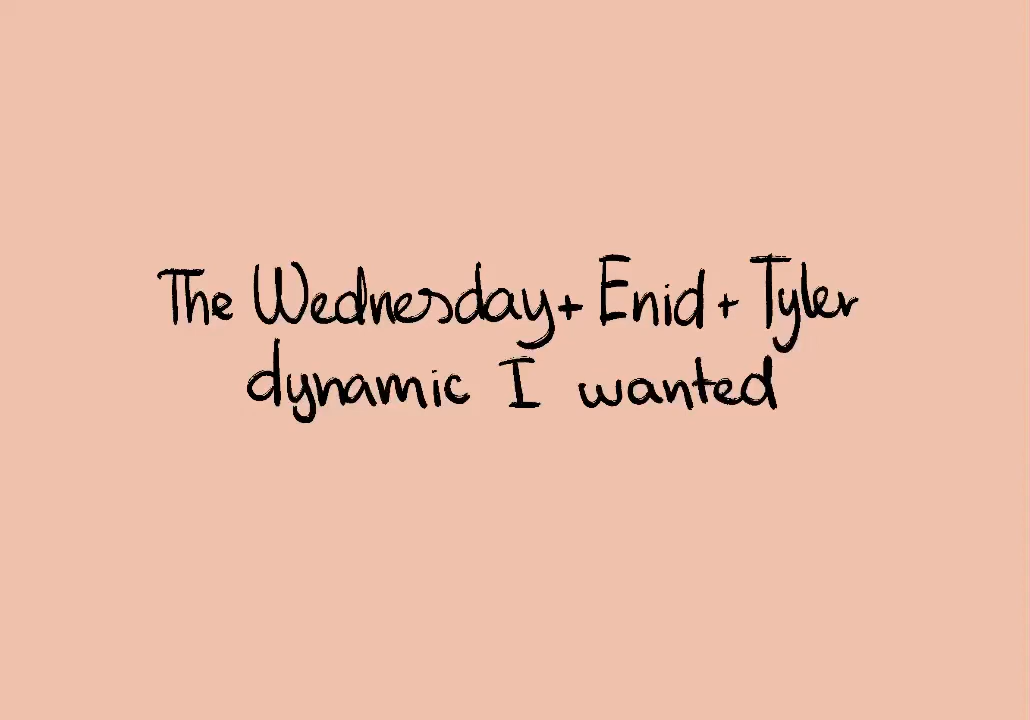 The Wednesday + Enid + Tyler
dynamic I wanted